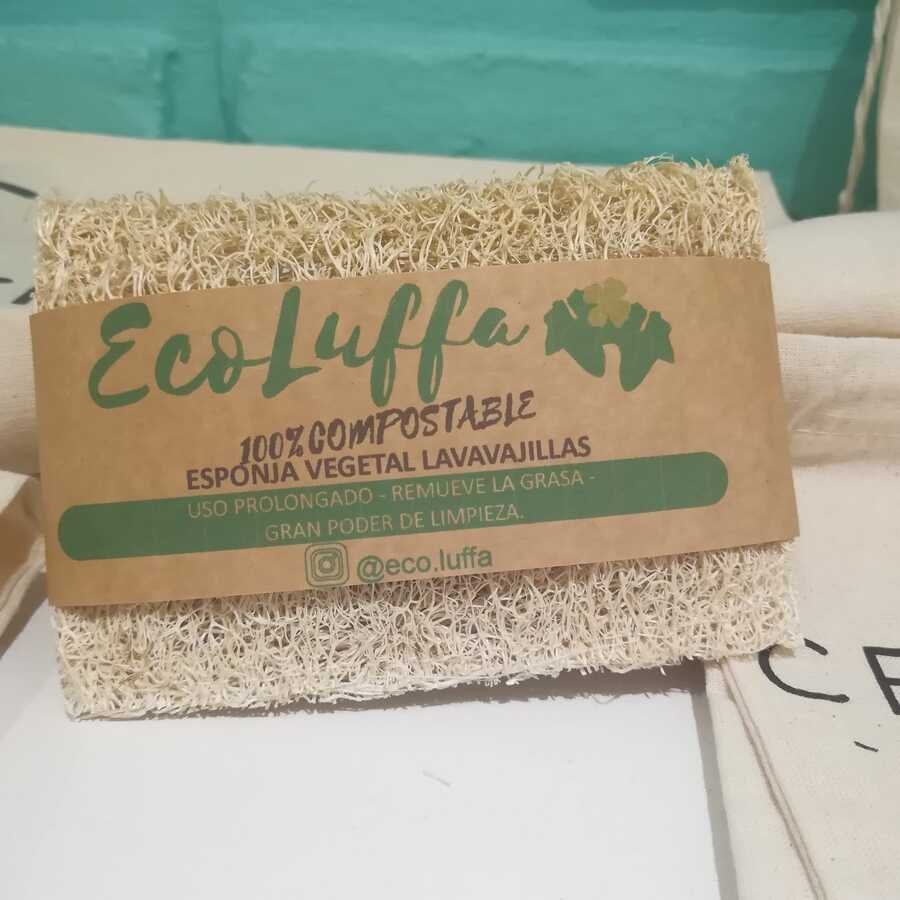 EcoLuffa
100% COMPOSTABLE
ESPONJA VEGETAL LAVAVAJILLAS
USO PROLONGADO - REMUEVE LA GRASA -
GRAN PODER DE LIMPIEZA.
@eco.luffa